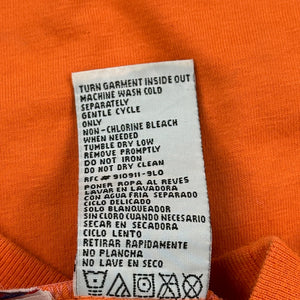 TURN GARMENT INSIDE OUT
MACHINE WASH COLD
SEPARATELY
GENTLE CYCLE
ONLY
NON-CHLORINE BLEACH
WHEN NEEDED
TUMBLE DRY LOW
REMOVE PROMPTLY
DO NOT IRON
DO NOT DRY CLEAN
RFC # 910911-9L0
PONER ROPA AL REVES
LAVAR EN LAVADORA
CON AGUA FRIA SEPARADO
CICLO DELICADO
SOLO BLANQUEADOR
SIN CLORO CUANDO NECESARIO
SECAR EN SECADORA
CICLO LENTO
RETIRAR RAPIDAMENTE
NO PLANCHA
NO LAVE EN SECO